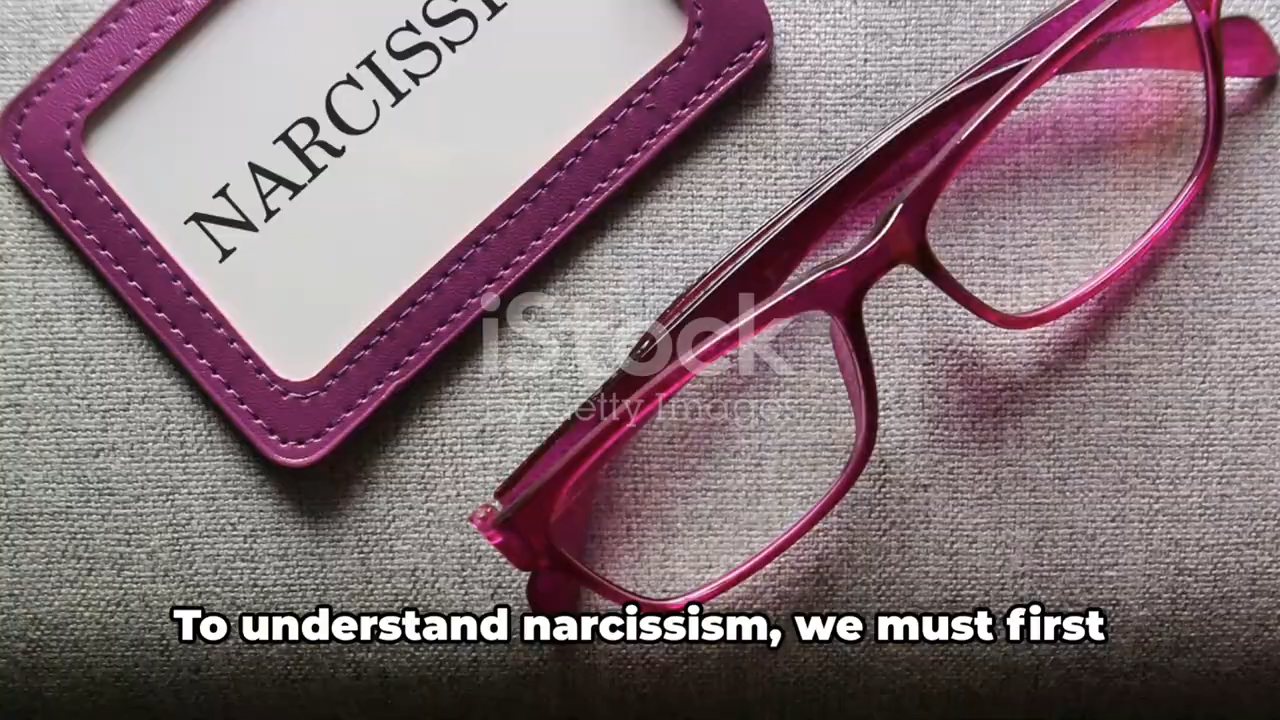 NARCISSI
iStock
by Getty Images
To understand narcissism, we must first